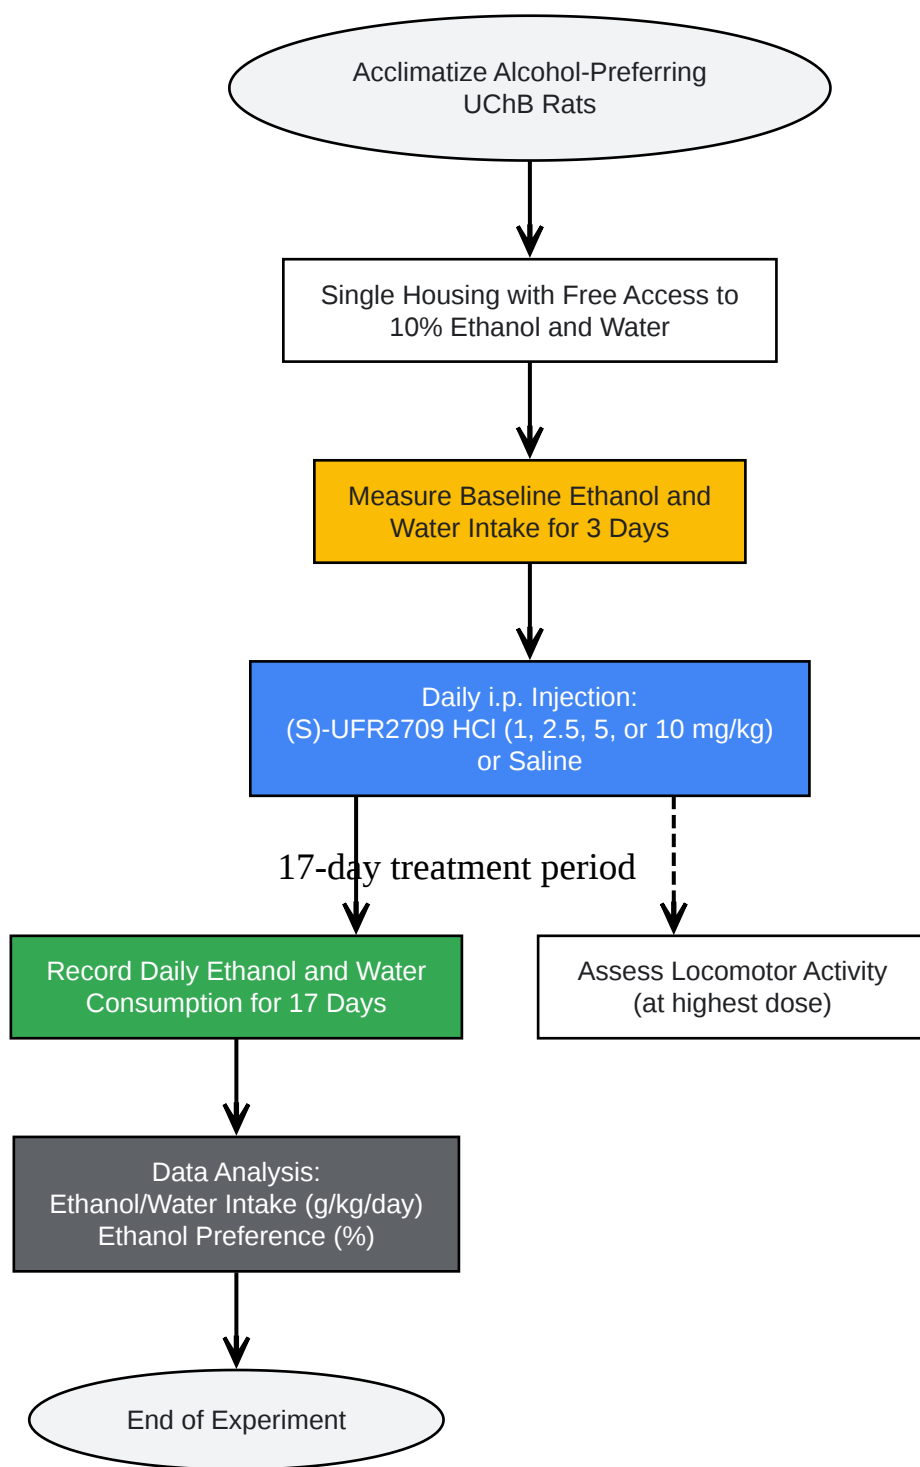 Acclimatize Alcohol-Preferring
UChB Rats
Single Housing with Free Access to
10% Ethanol and Water
Measure Baseline Ethanol and
Water Intake for 3 Days
Daily i.p. Injection:
(S)-UFR2709 HCl (1, 2.5, 5, or 10 mg/kg)
or Saline
17-day treatment period
Record Daily Ethanol and Water
Consumption for 17 Days
Assess Locomotor Activity
(at highest dose)
Data Analysis:
Ethanol/Water Intake (g/kg/day)
Ethanol Preference (%)
End of Experiment